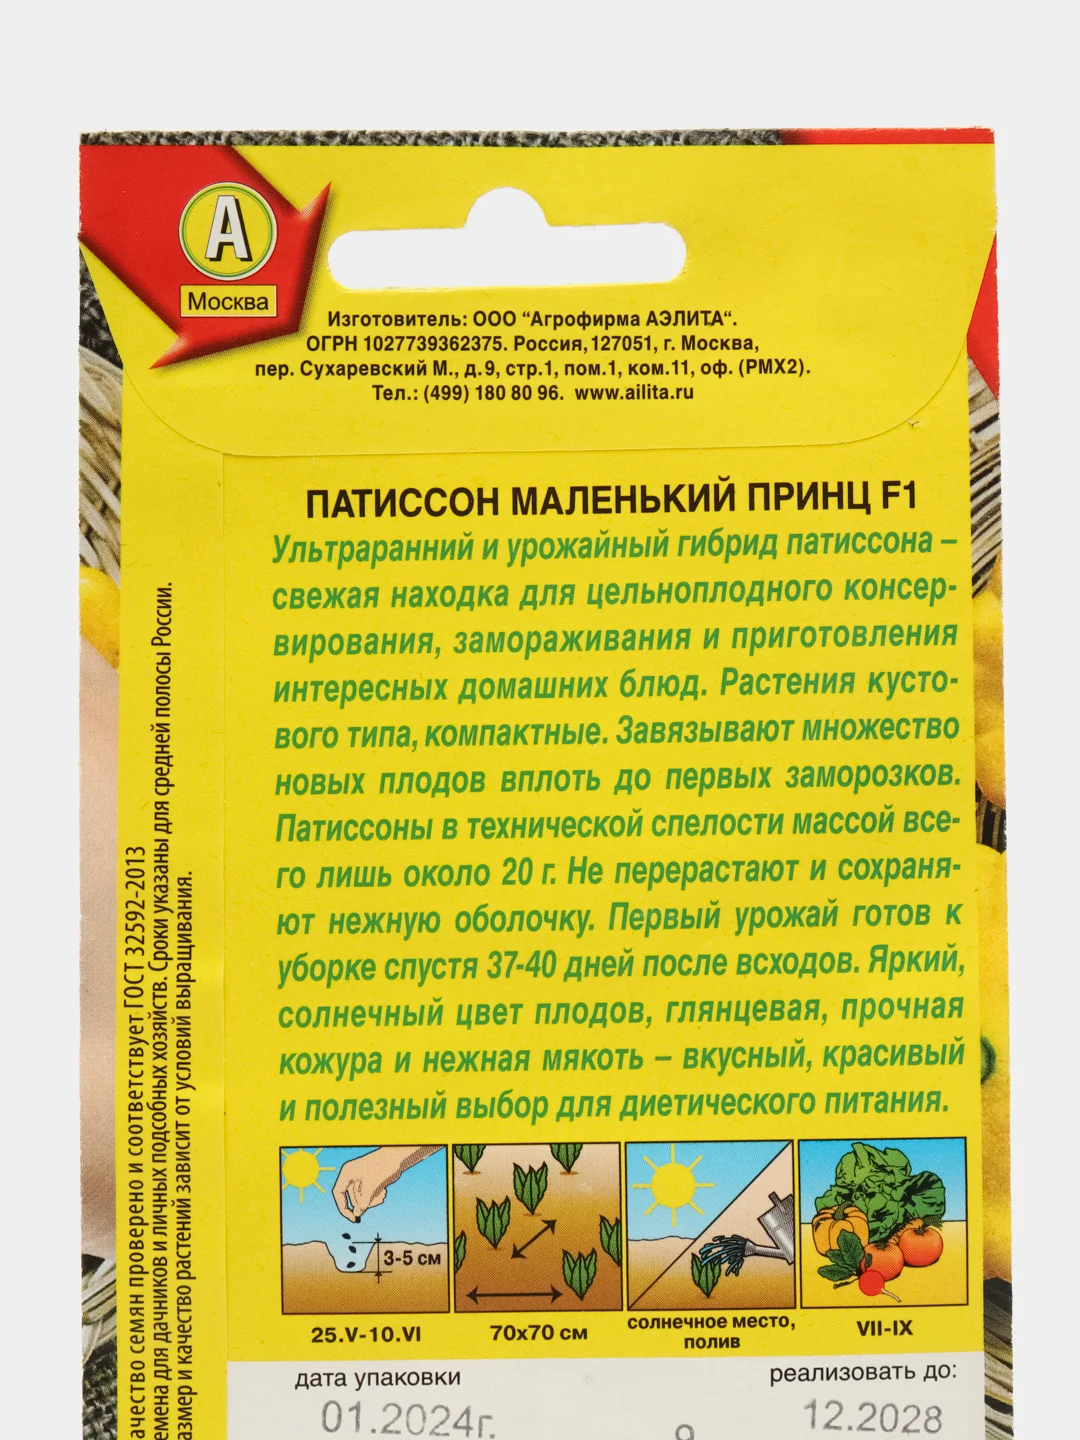 А
Москва
Изготовитель: ООО “Агрофирма АЭЛИТА“.
ОГРН 1027739362375. Россия, 127051, г. Москва,
пер. Сухаревский М., д.9, стр.1, пом.1, ком.11, оф. (РМХ2).
Тел.: (499) 180 80 96. www.ailita.ru
ПАТИССОН МАЛЕНЬКИЙ ПРИНЦ F1
Ультраранний и урожайный гибрид патиссона –
свежая находка для цельноплодного консер-
вирования, замораживания и приготовления
интересных домашних блюд. Растения кусто-
вого типа, компактные. Завязывают множество
новых плодов вплоть до первых заморозков.
Патиссоны в технической спелости массой все-
го лишь около 20 г. Не перерастают и сохраня-
ют нежную оболочку. Первый урожай готов к
уборке спустя 37-40 дней после всходов. Яркий,
солнечный цвет плодов, глянцевая, прочная
кожура и нежная мякоть – вкусный, красивый
и полезный выбор для диетического питания.
3-5 см
25.V-10.VI
70х70 см
солнечное место,
полив
VII-IX
дата упаковки
реализовать до:
01.2024г.
12.2028
ачество семян проверено и соответствует ГОСТ 32592-2013
емена для дачников и личных подсобных хозяйств. Сроки указаны для средней полосы России.
азмер и качество растений зависит от условий выращивания.